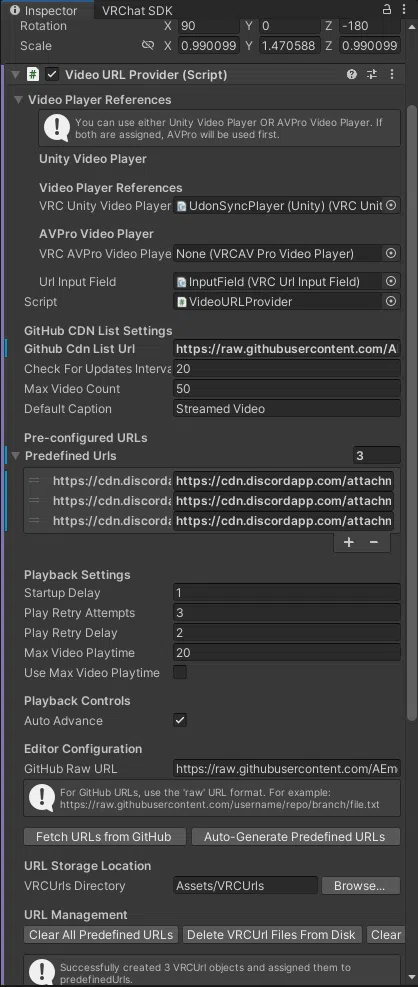 Inspector VRChat SDK
Rotation X 90 Y 0 Z -180
Scale X 0.990099 Y 1.470588 Z 0.990099
# Video URL Provider (Script)
Video Player References
You can use either Unity Video Player OR AVPro Video Player. If
both are assigned, AVPro will be used first.
Unity Video Player
Video Player References
VRC Unity Video Player UdonSyncPlayer (Unity) (VRC Unit
AVPro Video Player
VRC AVPro Video Playe None (VRCAV Pro Video Player)
Url Input Field InputField (VRC Url Input Field)
Script # VideoURLProvider
GitHub CDN List Settings
Github Cdn List Url https://raw.githubusercontent.com/A
Check For Updates Interva 20
Max Video Count 50
Default Caption Streamed Video
Pre-configured URLs
Predefined Urls 3
https://cdn.discorda https://cdn.discordapp.com/attachn
https://cdn.discorda https://cdn.discordapp.com/attachn
https://cdn.discorda https://cdn.discordapp.com/attachn
+ −
Playback Settings
Startup Delay 1
Play Retry Attempts 3
Play Retry Delay 2
Max Video Playtime 20
Use Max Video Playtime
Playback Controls
Auto Advance
Editor Configuration
GitHub Raw URL https://raw.githubusercontent.com/AEm
For GitHub URLs, use the 'raw' URL format. For example:
https://raw.githubusercontent.com/username/repo/branch/file.txt
Fetch URLs from GitHub Auto-Generate Predefined URLs
URL Storage Location
VRCUrls Directory Assets/VRCUrls Browse...
URL Management
Clear All Predefined URLs Delete VRCUrl Files From Disk Clear
Successfully created 3 VRCUrl objects and assigned them to
predefinedUrls.